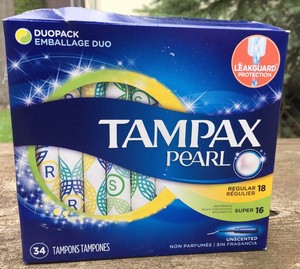 DUOPACK
EMBALLAGE DUO
LEAKGUARD
PROTECTION
TAMPAX
PEARL
R
S
R
REGULAR 18
RÉGULIER
SUPER 16
UNSCENTED
NON PARFUMÉS | SIN FRAGANCIA
34 TAMPONS TAMPONES